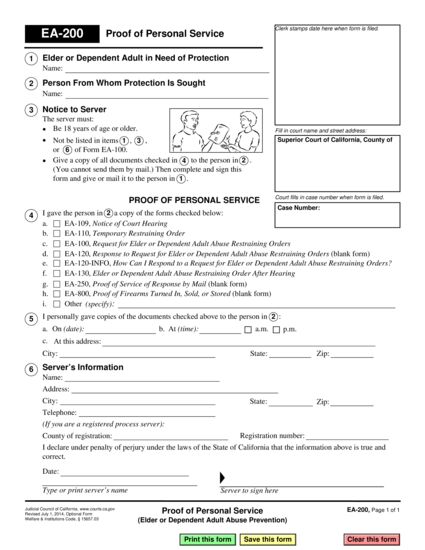 EA-200 Proof of Personal Service
Clerk stamps date here when form is filed.
1 Elder or Dependent Adult in Need of Protection
Name:
2 Person From Whom Protection Is Sought
Name:
3 Notice to Server
The server must:
• Be 18 years of age or older.
• Not be listed in items 1, 3,
or 6 of Form EA-100.
• Give a copy of all documents checked in 4 to the person in 2.
(You cannot send them by mail.) Then complete and sign this
form and give or mail it to the person in 1.
Fill in court name and street address:
Superior Court of California, County of
Court fills in case number when form is filed.
Case Number:
PROOF OF PERSONAL SERVICE
4 I gave the person in 2 a copy of the forms checked below:
a. EA-109, Notice of Court Hearing
b. EA-110, Temporary Restraining Order
c. EA-100, Request for Elder or Dependent Adult Abuse Restraining Orders
d. EA-120, Response to Request for Elder or Dependent Adult Abuse Restraining Orders (blank form)
e. EA-120-INFO, How Can I Respond to a Request for Elder or Dependent Adult Abuse Restraining Orders?
f. EA-130, Elder or Dependent Adult Abuse Restraining Order After Hearing
g. EA-250, Proof of Service of Response by Mail (blank form)
h. EA-800, Proof of Firearms Turned In, Sold, or Stored (blank form)
i. Other (specify):
5 I personally gave copies of the documents checked above to the person in 2:
a. On (date): b. At (time): a.m. p.m.
c. At this address:
City: State: Zip:
6 Server's Information
Name:
Address:
City: State: Zip:
Telephone:
(If you are a registered process server):
County of registration: Registration number:
I declare under penalty of perjury under the laws of the State of California that the information above is true and
correct.
Date:
Type or print server's name Server to sign here
Judicial Council of California, www.courts.ca.gov
Revised July 1, 2014, Optional Form
Welfare & Institutions Code, § 15657.03
Proof of Personal Service
(Elder or Dependent Adult Abuse Prevention)
EA-200, Page 1 of 1
Print this form Save this form Clear this form